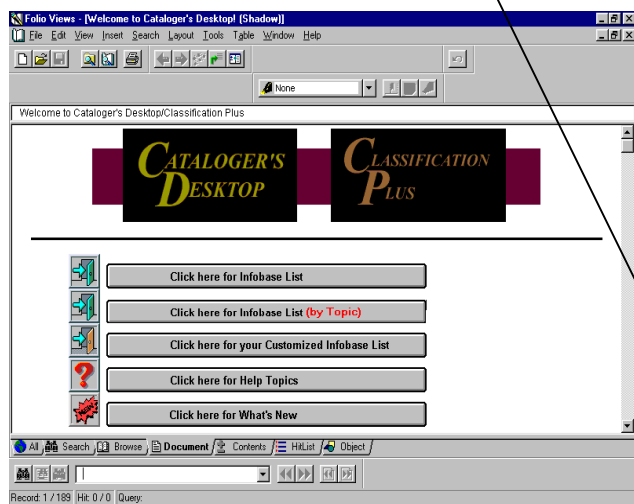 Folio Views - [Welcome to Cataloger's Desktop! (Shadow)]
File Edit View Insert Search Layout Tools Table Window Help
None
Welcome to Cataloger's Desktop/Classification Plus
CATALOGER'S DESKTOP
CLASSIFICATION PLUS
Click here for Infobase List
Click here for Infobase List (by Topic)
Click here for your Customized Infobase List
? Click here for Help Topics
Click here for What's New
All Search Browse Document Contents HitList Object
Record: 1 / 189 Hit: 0 / 0 Query: